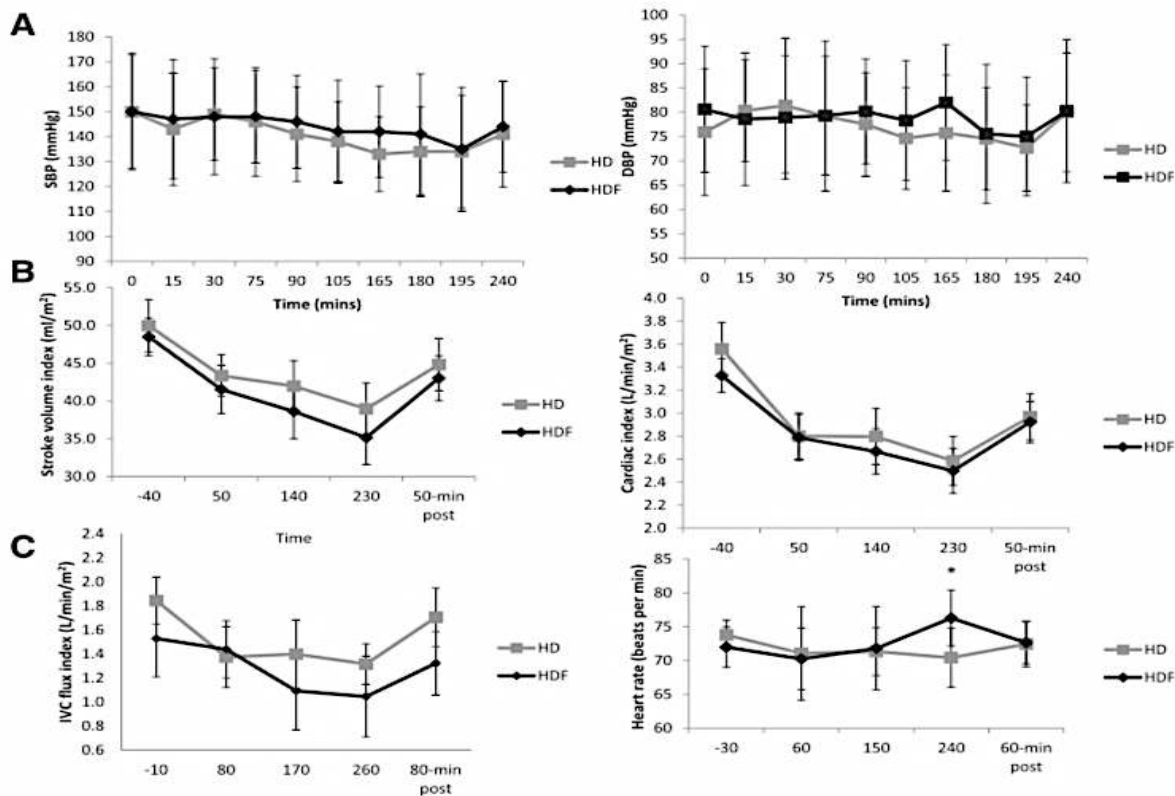 A
SBP (mmHg)
180
170
160
150
140
130
120
110
100
90
0 15 30 75 90 105 165 180 195 240
Time (mins)
HD
HDF
DBP (mmHg)
100
95
90
85
80
75
70
65
60
55
50
0 15 30 75 90 105 165 180 195 240
Time (mins)
HD
HDF
B
Stroke volume index (ml/m²)
55.0
50.0
45.0
40.0
35.0
30.0
-40 50 140 230 50-min
post
Time
HD
HDF
Cardiac index (L/min/m²)
4.0
3.8
3.6
3.4
3.2
3.0
2.8
2.6
2.4
2.2
2.0
-40 50 140 230 50-min
post
HD
HDF
C
IVC flux index (L/min/m²)
2.4
2.2
2.0
1.8
1.6
1.4
1.2
1.0
0.8
0.6
-10 80 170 260 80-min
post
HD
HDF
Heart rate (beats per min)
85
80
75
70
65
60
*
-30 60 150 240 60-min
post
HD
HDF